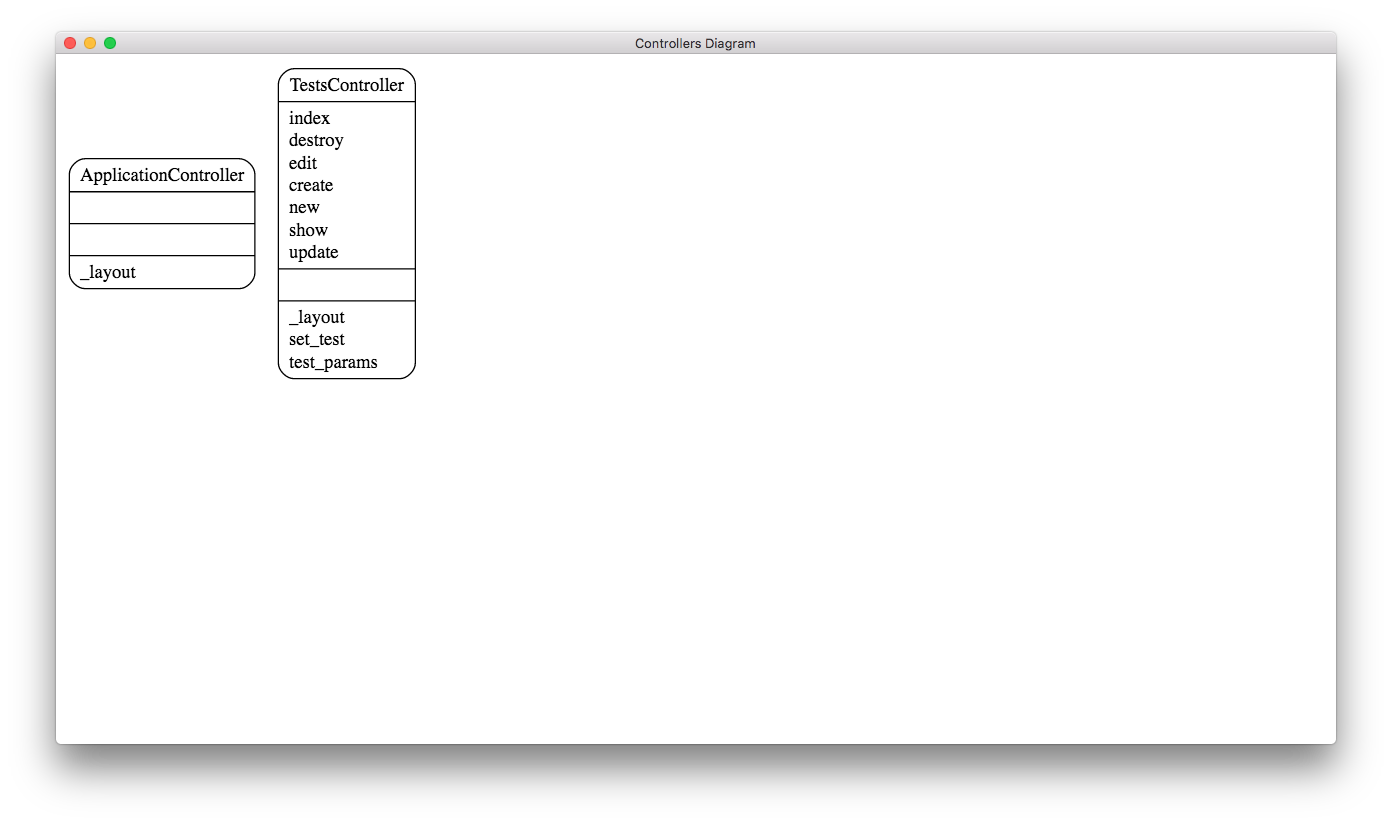 Controllers Diagram
ApplicationController
_layout
TestsController
index
destroy
edit
create
new
show
update
_layout
set_test
test_params